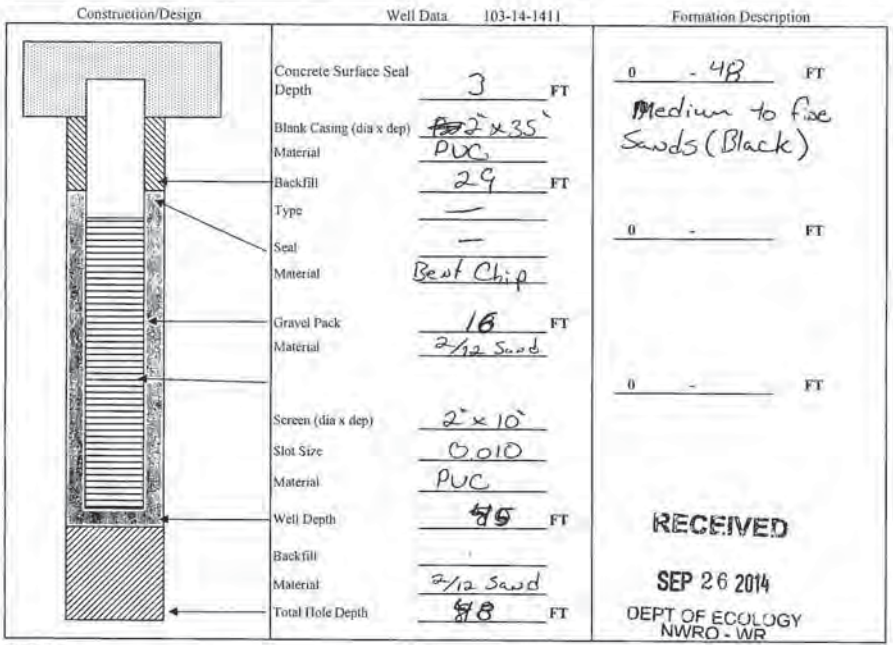 Construction/Design
Well Data 103-14-1411
Formation Description
Concrete Surface Seal
Depth 3 FT
Blank Casing (dia x dep) 2" x 35'
Material PVC
Backfill 29 FT
Type —
Seal —
Material Bent Chip
Gravel Pack 16 FT
Material 2/12 Sand
Screen (dia x dep) 2" x 10'
Slot Size 0.010
Material PVC
Well Depth 45 FT
Backfill
Material 2/12 Sand
Total Hole Depth 48 FT
0 - 48 FT
Medium to fine
Sands (Black)
0 - FT
0 - FT
RECEIVED
SEP 26 2014
DEPT OF ECOLOGY
NWRO - WR